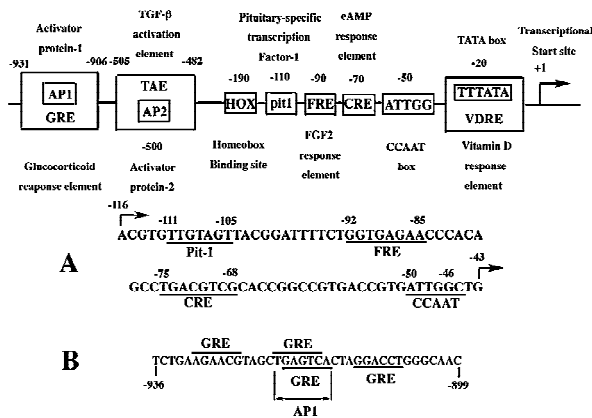 Activator
protein-1
TGF-β
activation
element
Pituitary-specific
transcription
Factor-1
cAMP
response
element
TATA box
Transcriptional
Start site
-931
-906
-505
-482
-190
-110
-90
-70
-50
-20
+1
AP1
GRE
TAE
AP2
HOX
pit1
FRE
CRE
ATTGG
TTTATA
VDRE
Glucocorticoid
reaponse element
-500
Activator
protein-2
Homeobox
Binding site
FGF2
response
element
CCAAT
box
Vitamin D
response
element
-116
-111
-105
-92
-85
ACGTGTTGTAGTTACGGATTTTCTGGTGAGAACCCACA
Pit-1
FRE
A
-75
-68
-50
-46
-43
GCCTGACGTCGCACCGGCCGTGACCGTGATTGGCTG
CRE
CCAAT
B
GRE
GRE
TCTGAAGAACGTAGCTGAGTCACTAGGACCTGGGCAAC
-936
GRE
GRE
-899
AP1